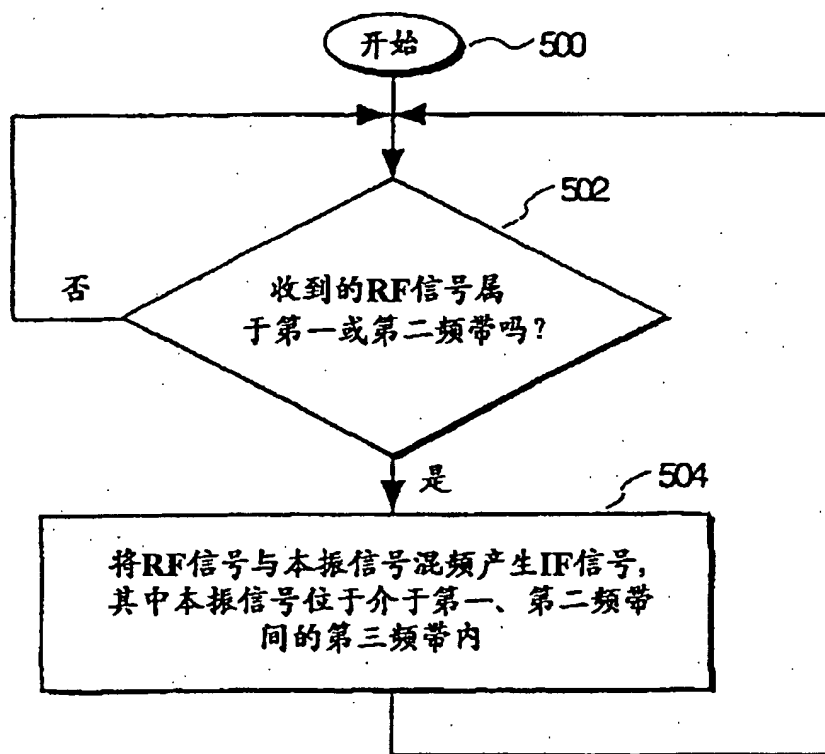 开始
500
502
收到的RF信号属
于第一或第二频带吗?
否
是
504
将RF信号与本振信号混频产生IF信号,
其中本振信号位于介于第一、第二频带
间的第三频带内